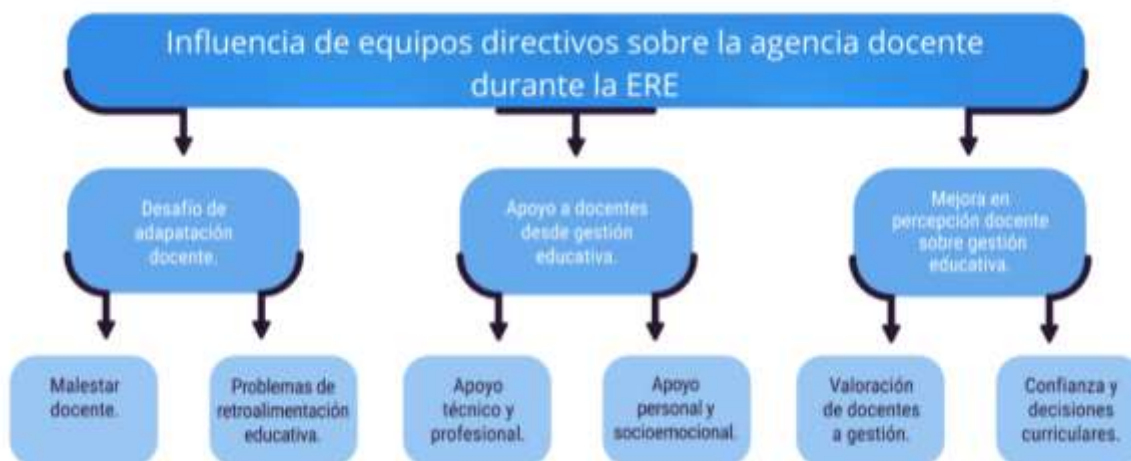 Influencia de equipos directivos sobre la agencia docente
durante la ERE
Desafío de
adapatación
docente.
Apoyo a docentes
desde gestión
educativa.
Mejora en
percepción docente
sobre gestión
educativa.
Malestar
docente.
Problemas de
retroalimentación
educativa.
Apoyo
técnico y
profesional.
Apoyo
personal y
socioemocional.
Valoración
de docentes
a gestión.
Confianza y
decisiones
curriculares.